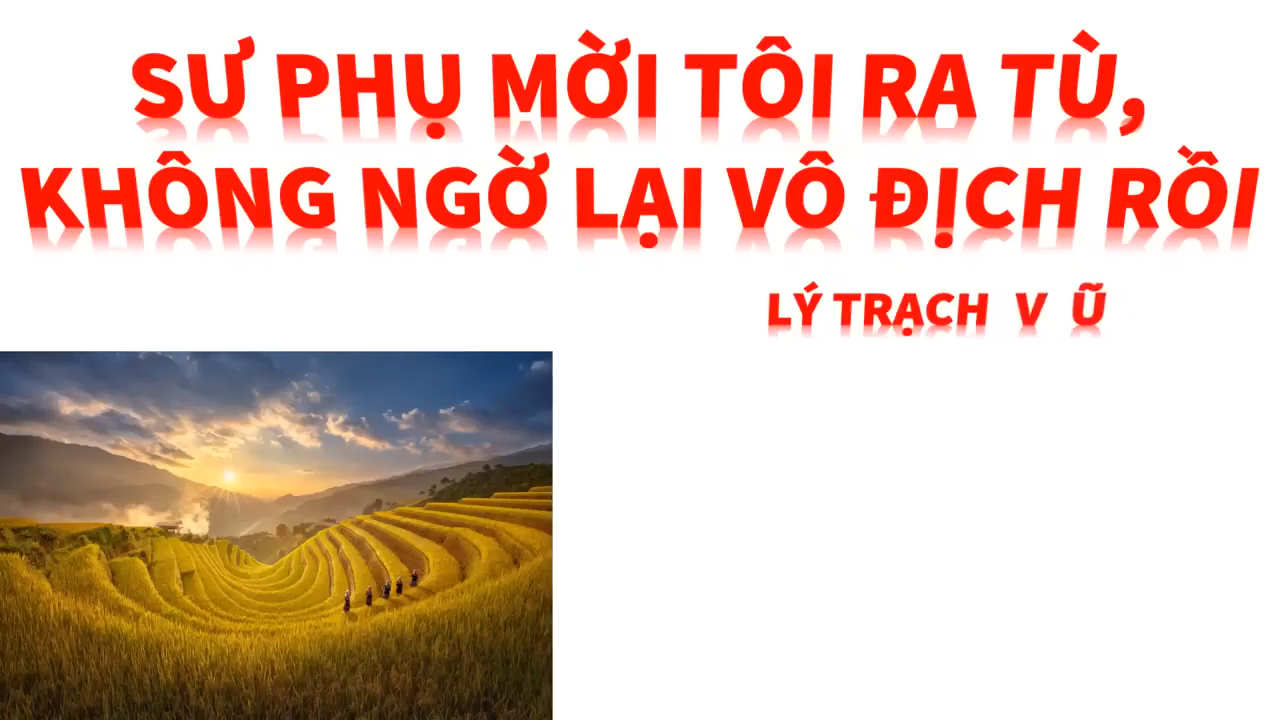 SƯ PHỤ MỜI TÔI RA TÙ,
KHÔNG NGỜ LẠI VÔ ĐỊCH RỒI
LÝ TRẠCH V Ũ